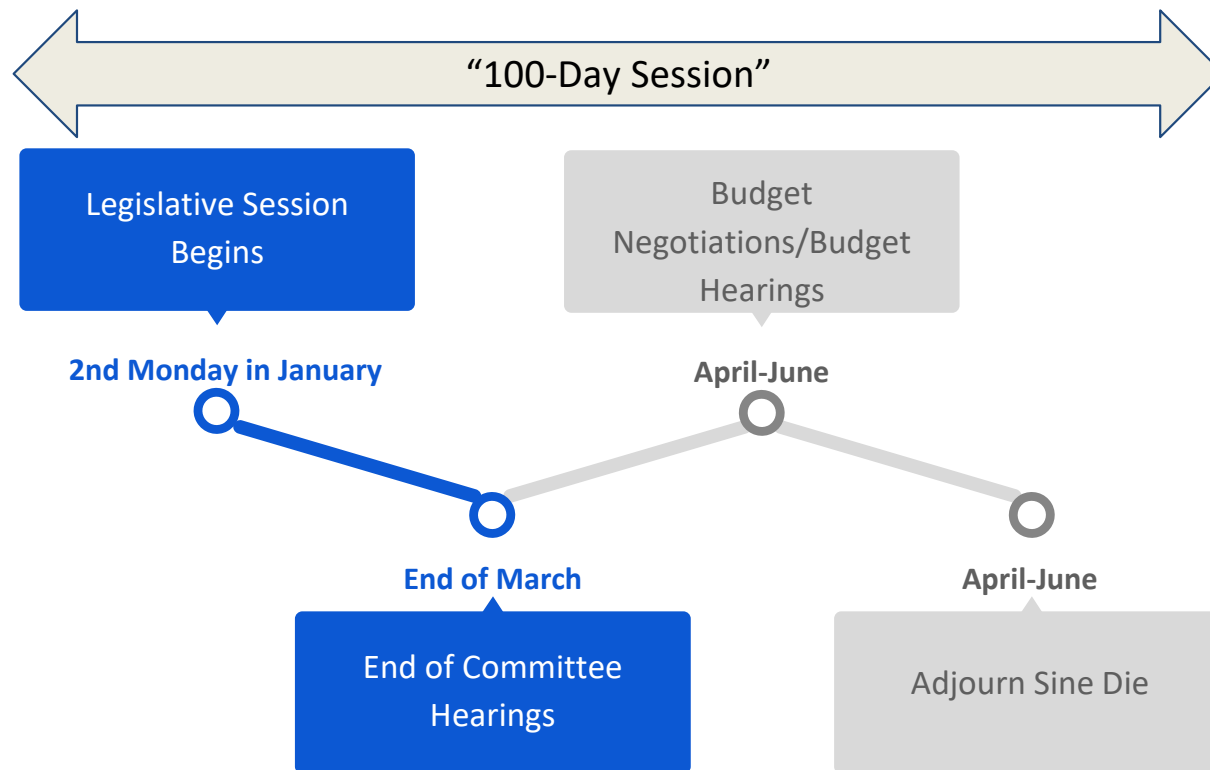 “100-Day Session”
Legislative Session
Begins
Budget
Negotiations/Budget
Hearings
2nd Monday in January
April-June
End of March
April-June
End of Committee
Hearings
Adjourn Sine Die